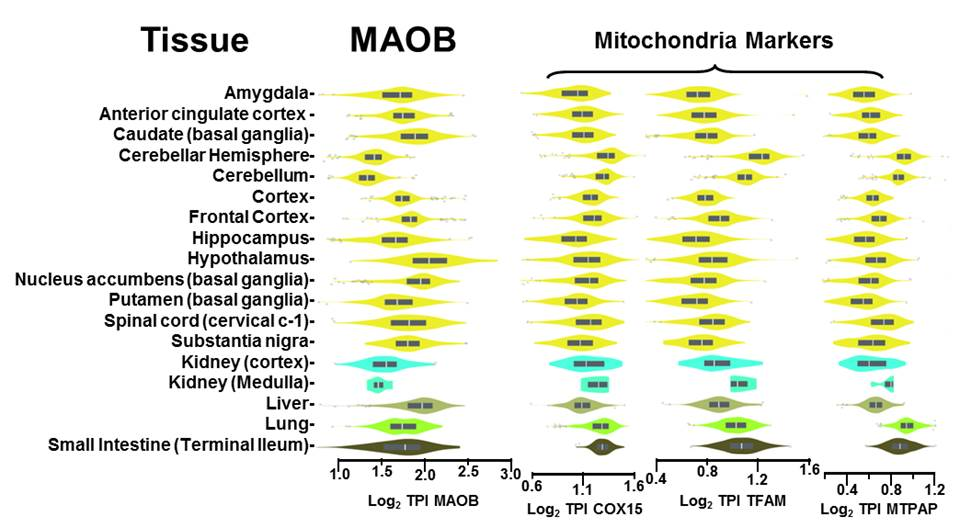 Tissue MAOB Mitochondria Markers
Amygdala-
Anterior cingulate cortex -
Caudate (basal ganglia)-
Cerebellar Hemisphere-
Cerebellum-
Cortex-
Frontal Cortex-
Hippocampus-
Hypothalamus-
Nucleus accumbens (basal ganglia)-
Putamen (basal ganglia)-
Spinal cord (cervical c-1)-
Substantia nigra-
Kidney (cortex)-
Kidney (Medulla)-
Liver-
Lung-
Small Intestine (Terminal Ileum)-
1.0 1.5 2.0 2.5 3.0 0.6 1.1 1.6 0.4 0.8 1.2 1.6 0.4 0.8 1.2
Log2 TPI MAOB Log2 TPI COX15 Log2 TPI TFAM Log2 TPI MTPAP